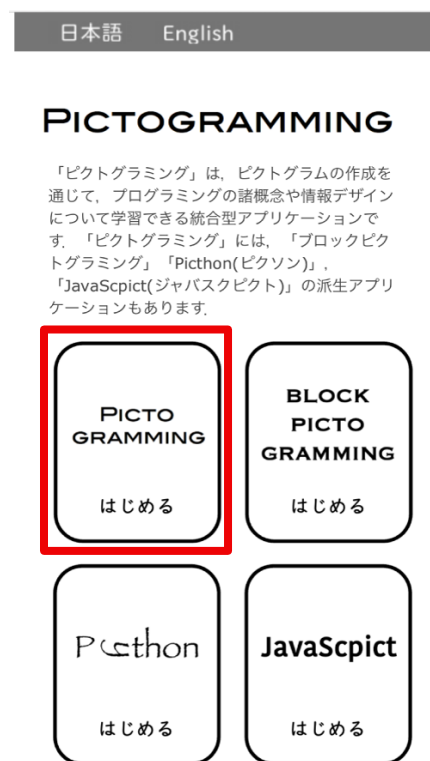 日本語 English
PICTOGRAMMING
「ピクトグラミング」は，ピクトグラムの作成を
通じて，プログラミングの諸概念や情報デザイン
について学習できる統合型アプリケーションで
す．「ピクトグラミング」には，「ブロックピク
トグラミング」「Picthon(ピクソン)」，
「JavaScpict(ジャバスクピクト)」の派生アプリ
ケーションもあります．
PICTO
GRAMMING
はじめる
BLOCK
PICTO
GRAMMING
はじめる
Picthon
はじめる
JavaScpict
はじめる